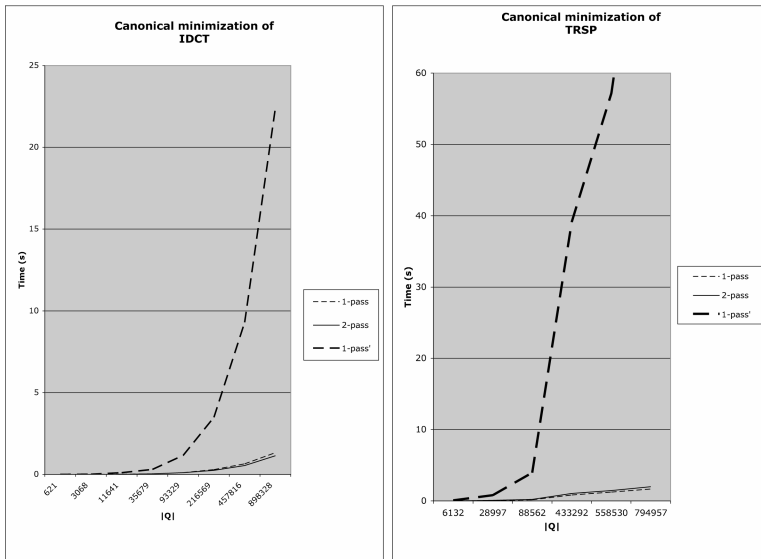 Canonical minimization of
IDCT
25
20
15
10
5
0
Time (s)
621
3068
11641
35679
93329
216569
457816
898328
|Q|
1-pass
2-pass
1-pass'
Canonical minimization of
TRSP
60
50
40
30
20
10
0
Time (s)
6132
28997
88562
433292
558530
794957
|Q|
1-pass
2-pass
1-pass'